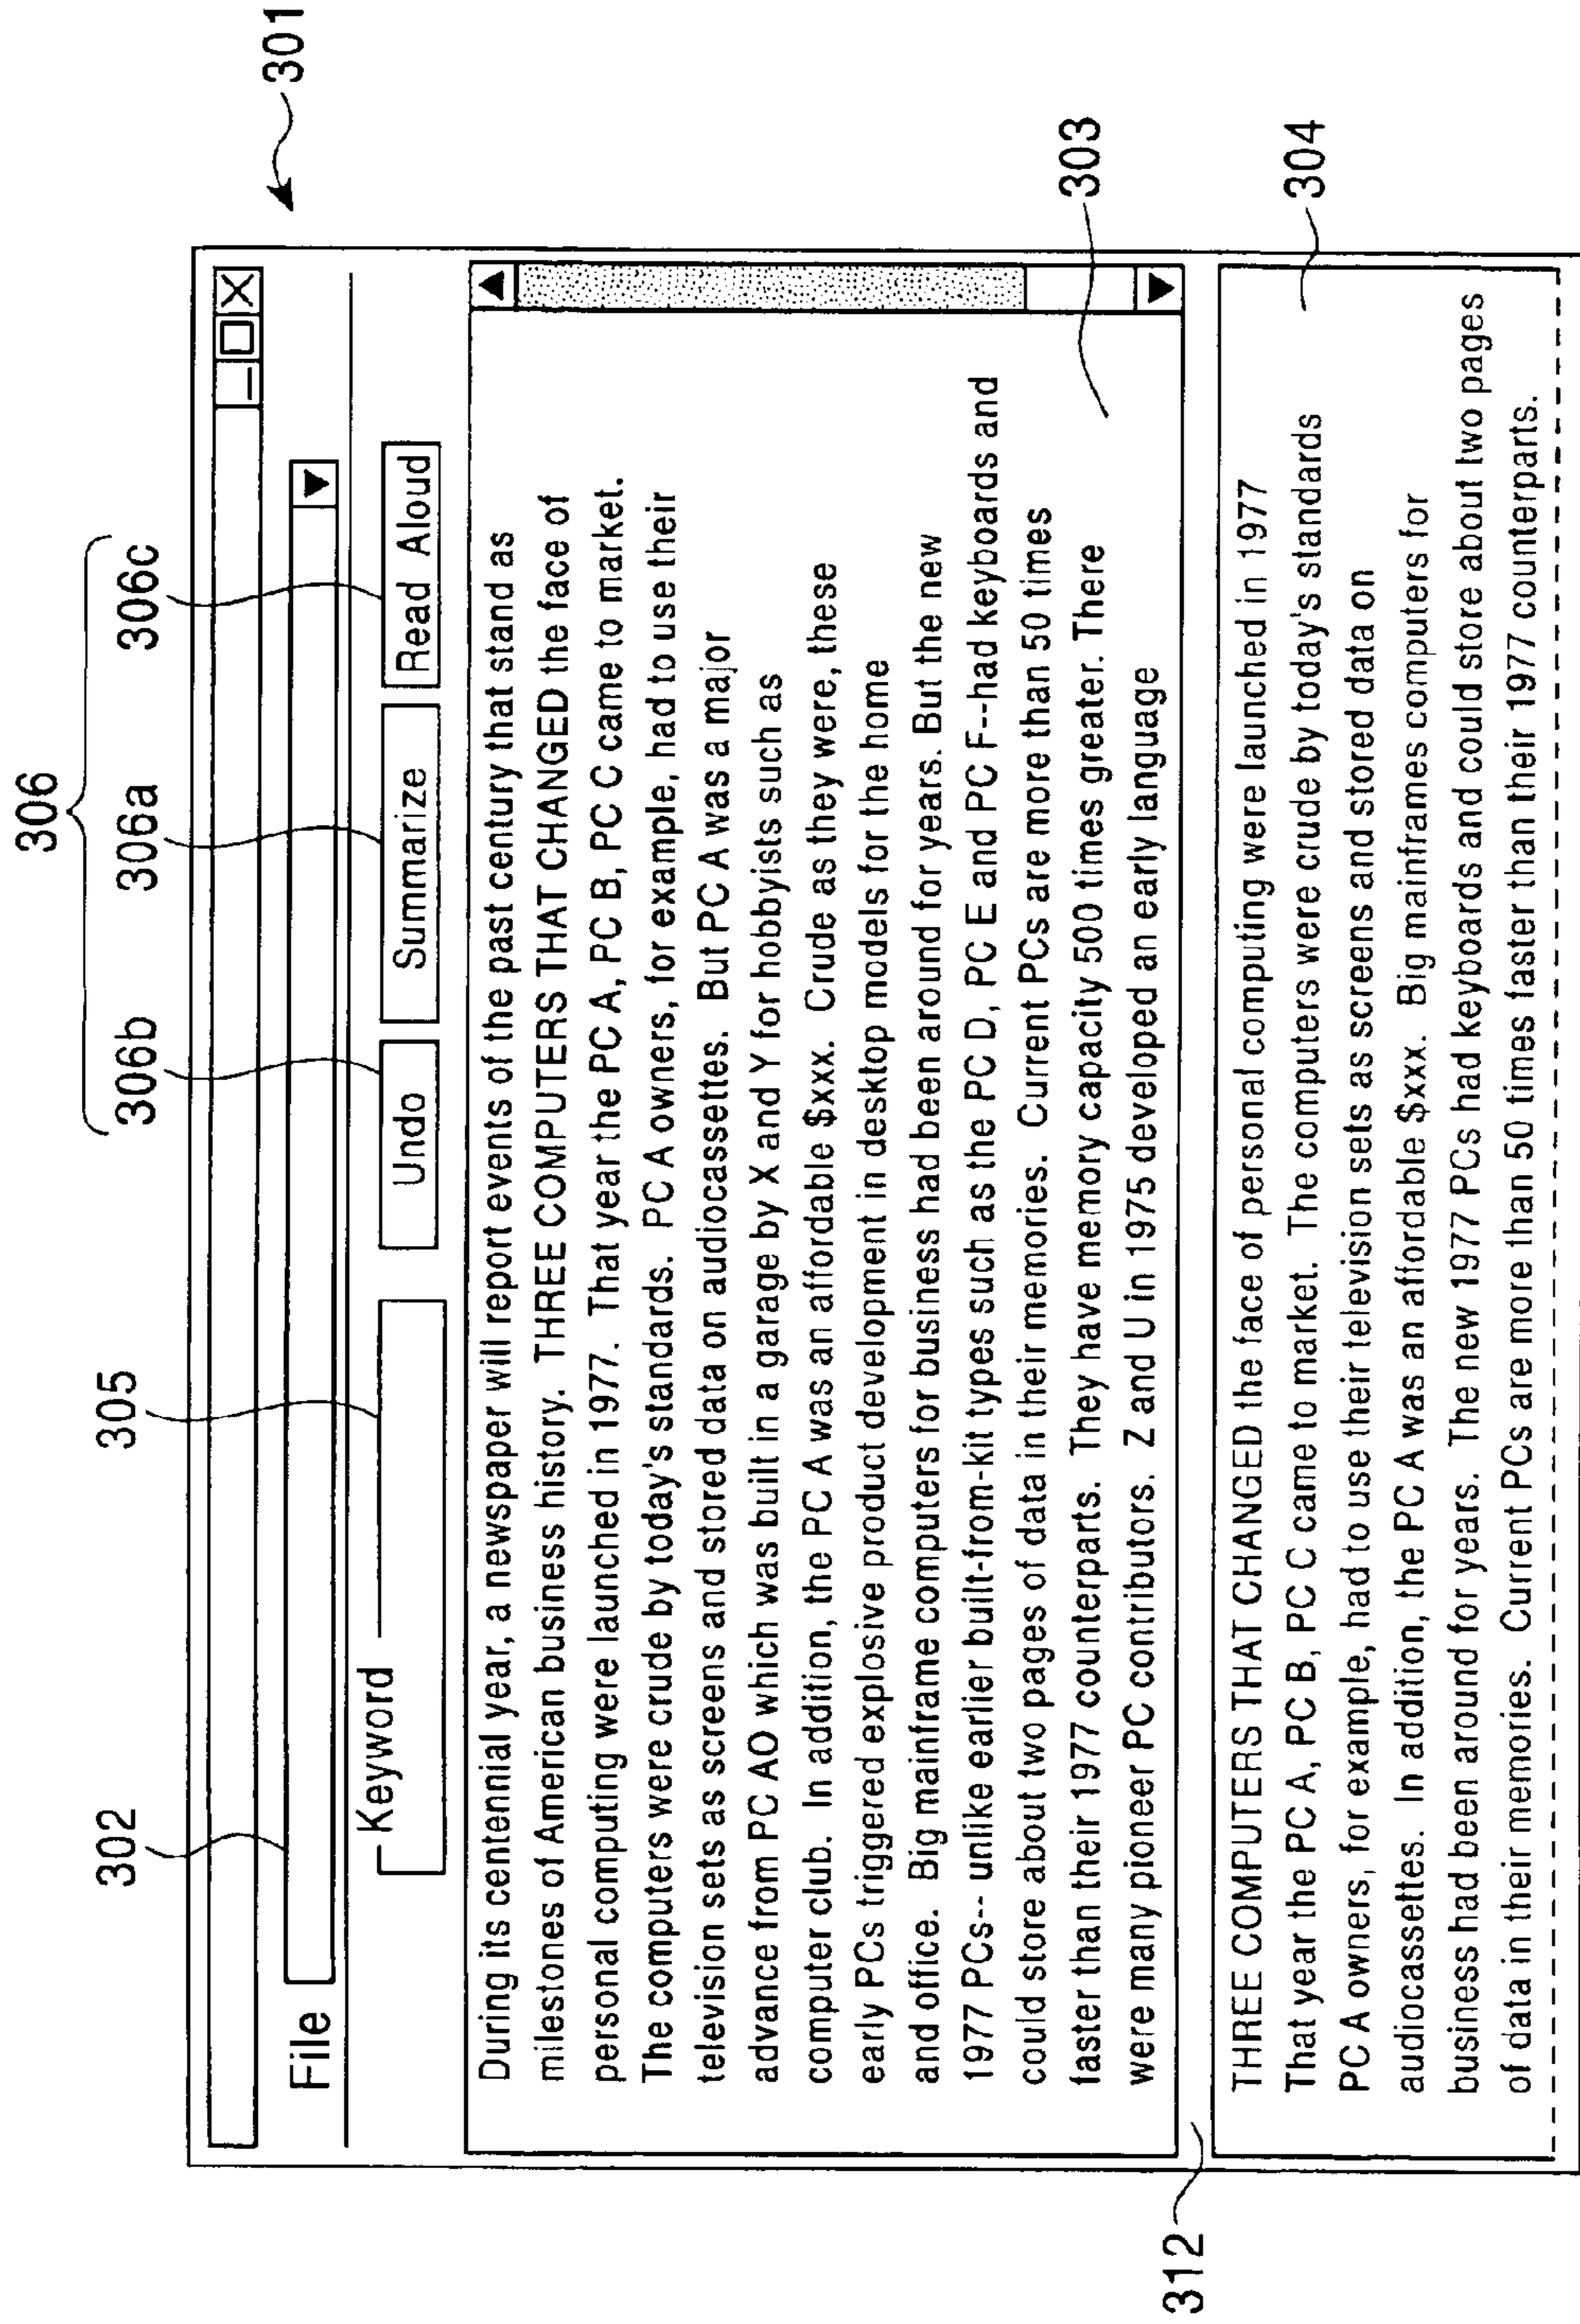 306
306b 306a 306c
302 305
301
File
Keyword
Undo Summarize Read Aloud
During its centennial year, a newspaper will report events of the past century that stand as
milestones of American business history. THREE COMPUTERS THAT CHANGED the face of
personal computing were launched in 1977. That year the PC A, PC B, PC C came to market.
The computers were crude by today's standards. PC A owners, for example, had to use their
television sets as screens and stored data on audiocassettes. But PC A was a major
advance from PC AO which was built in a garage by X and Y for hobbyists such as
computer club. In addition, the PC A was an affordable $xxx. Crude as they were, these
early PCs triggered explosive product development in desktop models for the home
and office. Big mainframe computers for business had been around for years. But the new
1977 PCs-- unlike earlier built-from-kit types such as the PC D, PC E and PC F--had keyboards and
could store about two pages of data in their memories. Current PCs are more than 50 times
faster than their 1977 counterparts. They have memory capacity 500 times greater. There
were many pioneer PC contributors. Z and U in 1975 developed an early language
303
312
THREE COMPUTERS THAT CHANGED the face of personal computing were launched in 1977
That year the PC A, PC B, PC C came to market. The computers were crude by today's standards
PC A owners, for example, had to use their television sets as screens and stored data on
audiocassettes. In addition, the PC A was an affordable $xxx. Big mainframes computers for
business had been around for years. The new 1977 PCs had keyboards and could store about two pages
of data in their memories. Current PCs are more than 50 times faster than their 1977 counterparts.
304